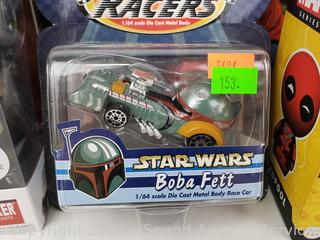 RACERS
1/64 scale Die Cast Metal Body
153.
STAR WARS
Boba Fett
1/64 scale Die Cast Metal Body Race Car